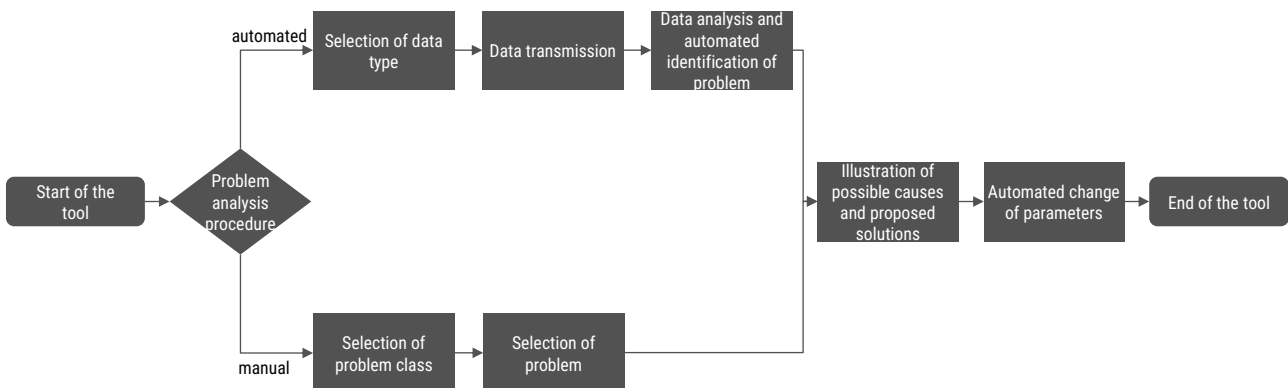 automated
Selection of data
type
Data transmission
Data analysis and
automated
identification of
problem
Start of the
tool
Problem
analysis
procedure
Illustration of
possible causes
and proposed
solutions
Automated change
of parameters
End of the tool
manual
Selection of
problem class
Selection of
problem